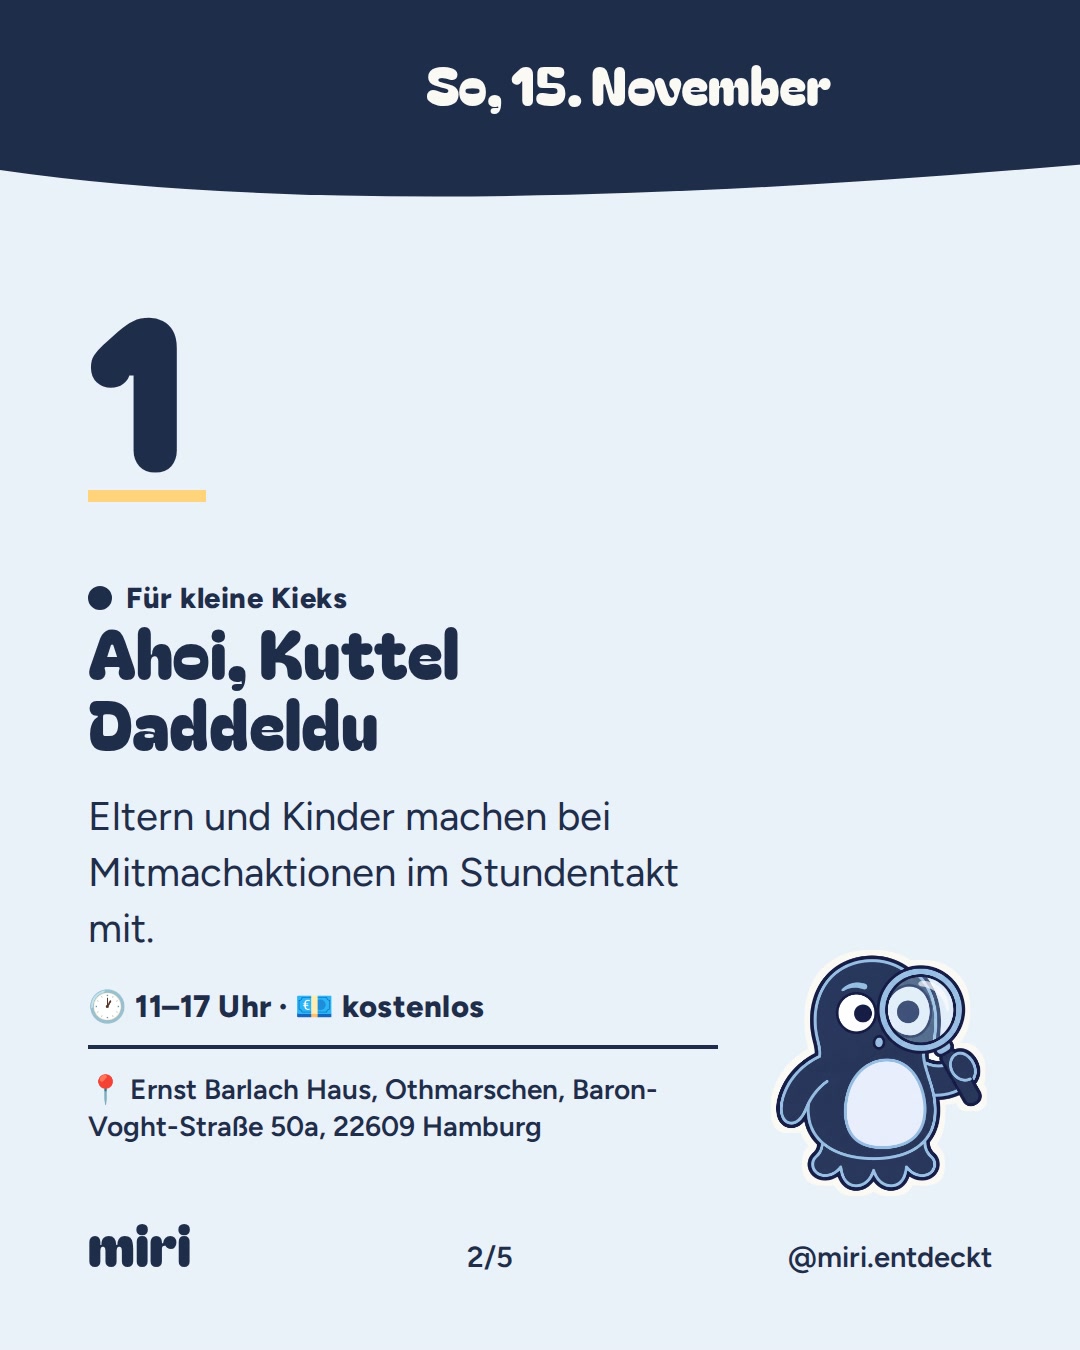 So, 15. November
1
Für kleine Kieks
Ahoi, Kuttel
Daddeldu
Eltern und Kinder machen bei
Mitmachaktionen im Stundentakt
mit.
🕐 11–17 Uhr · 💶 kostenlos
📍 Ernst Barlach Haus, Othmarschen, Baron-
Voght-Straße 50a, 22609 Hamburg
miri
2/5
@miri.entdeckt